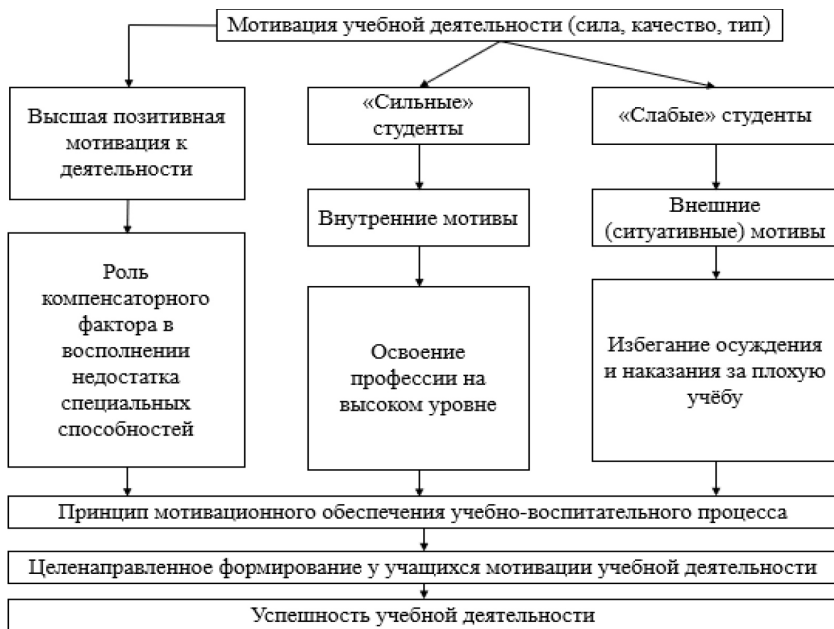 Мотивация учебной деятельности (сила, качество, тип)
Высшая позитивная
мотивация к
деятельности
«Сильные»
студенты
«Слабые» студенты
Внутренние мотивы
Внешние
(ситуативные) мотивы
Роль
компенсаторного
фактора в
восполнении
недостатка
специальных
способностей
Освоение
профессии на
высоком уровне
Избегание осуждения
и наказания за плохую
учёбу
Принцип мотивационного обеспечения учебно-воспитательного процесса
Целенаправленное формирование у учащихся мотивации учебной деятельности
Успешность учебной деятельности